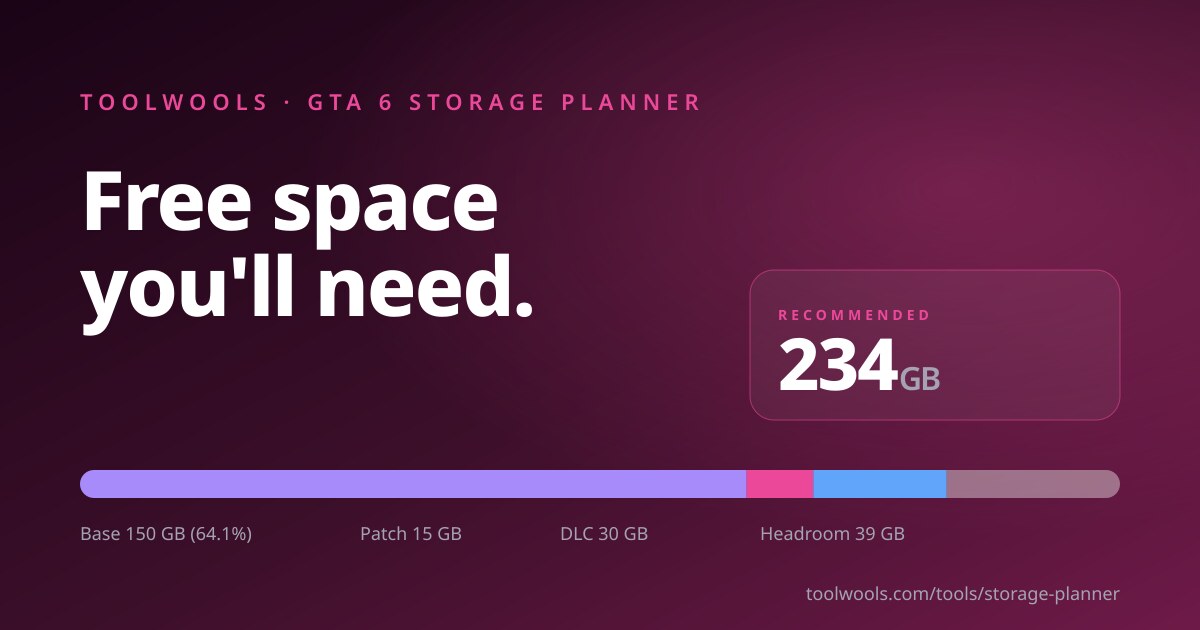 TOOLWOOLS · GTA 6 STORAGE PLANNER
Free space
you'll need.
RECOMMENDED
234GB
Base 150 GB (64.1%)
Patch 15 GB
DLC 30 GB
Headroom 39 GB
toolwools.com/tools/storage-planner